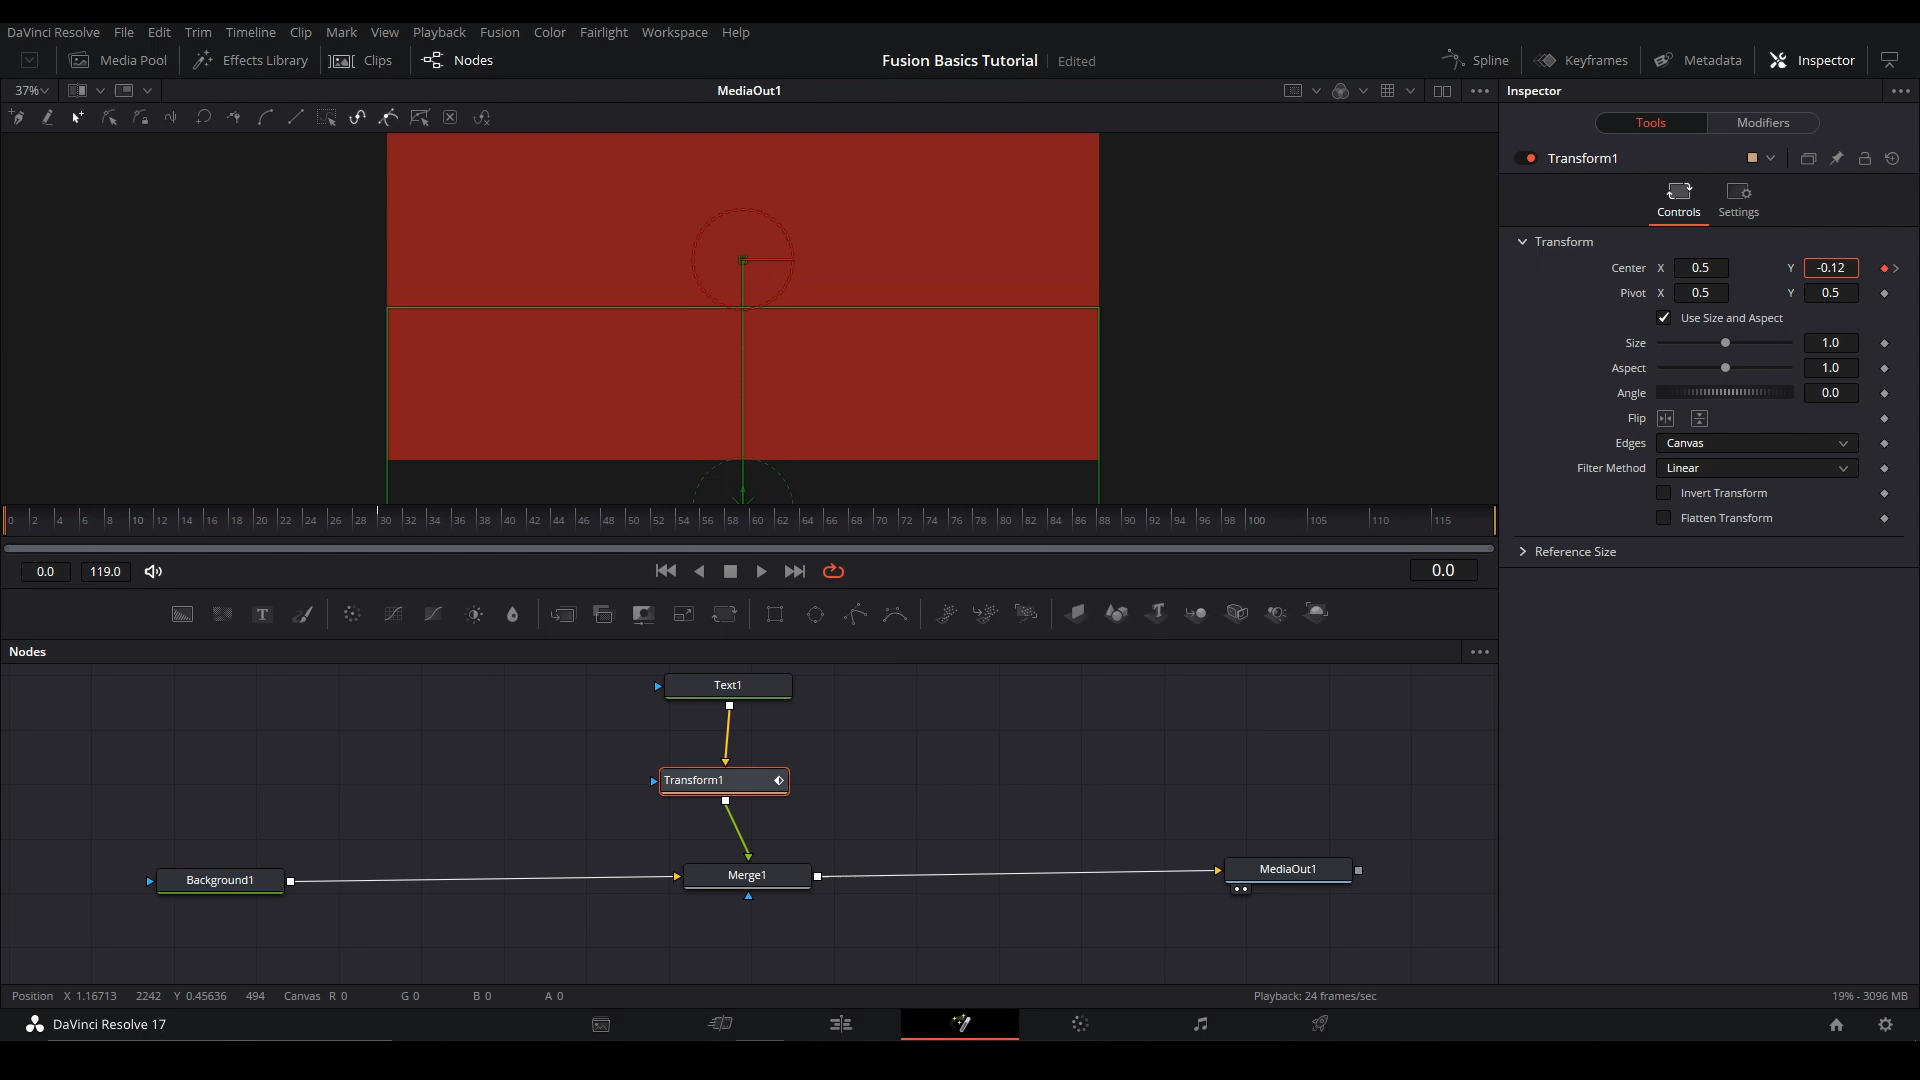 DaVinci Resolve File Edit Trim Timeline Clip Mark View Playback Fusion Color Fairlight Workspace Help
Media Pool Effects Library Clips Nodes Fusion Basics Tutorial Edited Spline Keyframes Metadata Inspector
37% MediaOut1 Inspector
Tools Modifiers
Transform1
Controls Settings
Transform
Center X 0.5 Y -0.12
Pivot X 0.5 Y 0.5
Use Size and Aspect
Size 1.0
Aspect 1.0
Angle 0.0
Flip
Edges Canvas
Filter Method Linear
Invert Transform
Flatten Transform
Reference Size
0 2 4 6 8 10 12 14 16 18 20 22 24 26 28 30 32 34 36 38 40 42 44 46 48 50 52 54 56 58 60 62 64 66 68 70 72 74 76 78 80 82 84 86 88 90 92 94 96 98 100 105 110 115
0.0 119.0 0.0
T
Nodes
Text1
Transform1
Background1 Merge1 MediaOut1
Position X 1.16713 2242 Y 0.45636 494 Canvas R 0 G 0 B 0 A 0 Playback: 24 frames/sec 19% - 3096 MB
DaVinci Resolve 17